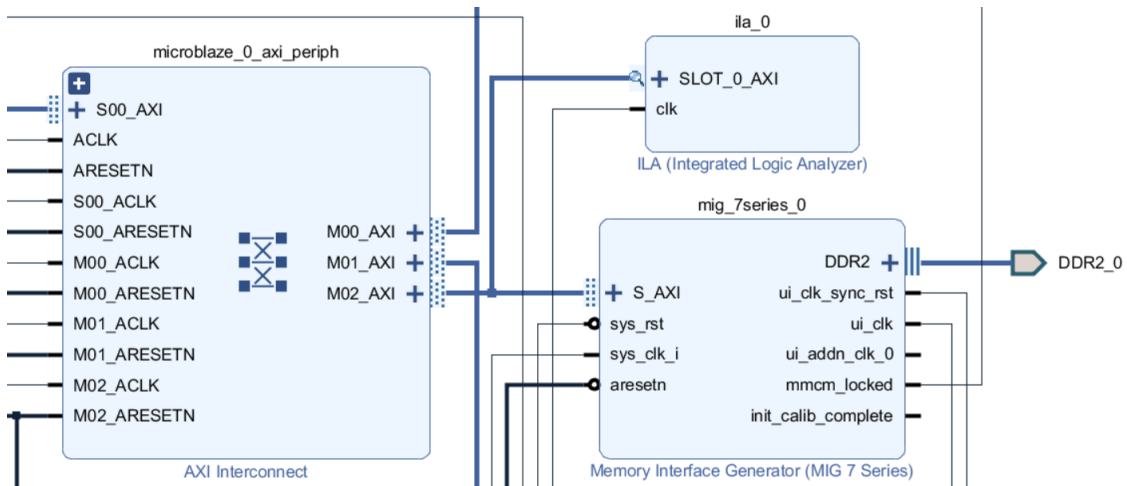 ila_0
microblaze_0_axi_periph
SLOT_0_AXI
clk
ILA (Integrated Logic Analyzer)
S00_AXI
ACLK
ARESETN
S00_ACLK
S00_ARESETN
M00_ACLK
M00_ARESETN
M01_ACLK
M01_ARESETN
M02_ACLK
M02_ARESETN
M00_AXI
M01_AXI
M02_AXI
AXI Interconnect
mig_7series_0
S_AXI
sys_rst
sys_clk_i
aresetn
DDR2
ui_clk_sync_rst
ui_clk
ui_addn_clk_0
mmcm_locked
init_calib_complete
Memory Interface Generator (MIG 7 Series)
DDR2_0